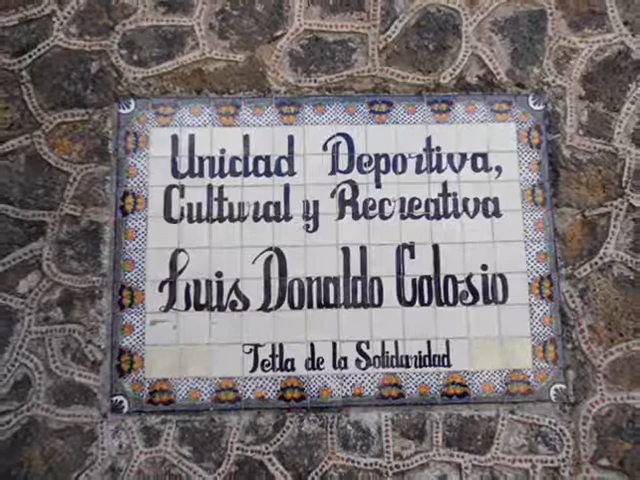 Unidad Deportiva,
Cultural y Recreativa
Luis Donaldo Colosio
Tetla de la Solidaridad